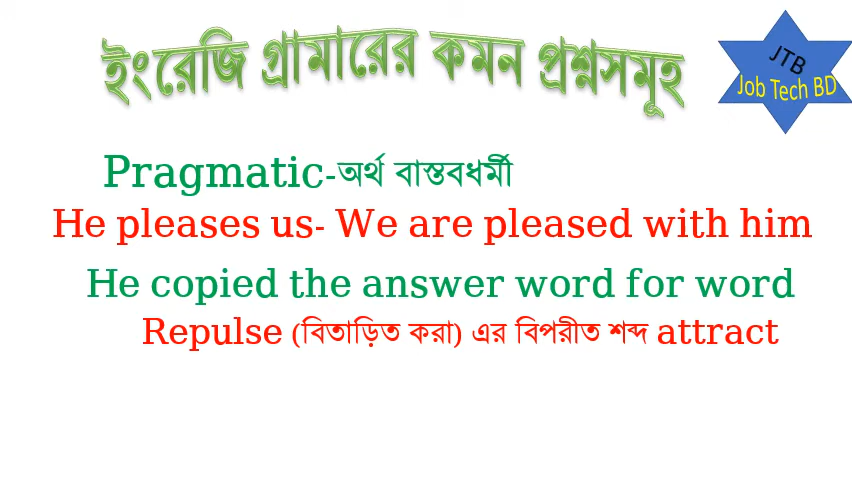 ইংরেজি গ্রামারের কমন প্রশ্নসমূহ
JTB
Job Tech BD
Pragmatic-অর্থ বাস্তবধর্মী
He pleases us- We are pleased with him
He copied the answer word for word
Repulse (বিতাড়িত করা) এর বিপরীত শব্দ attract